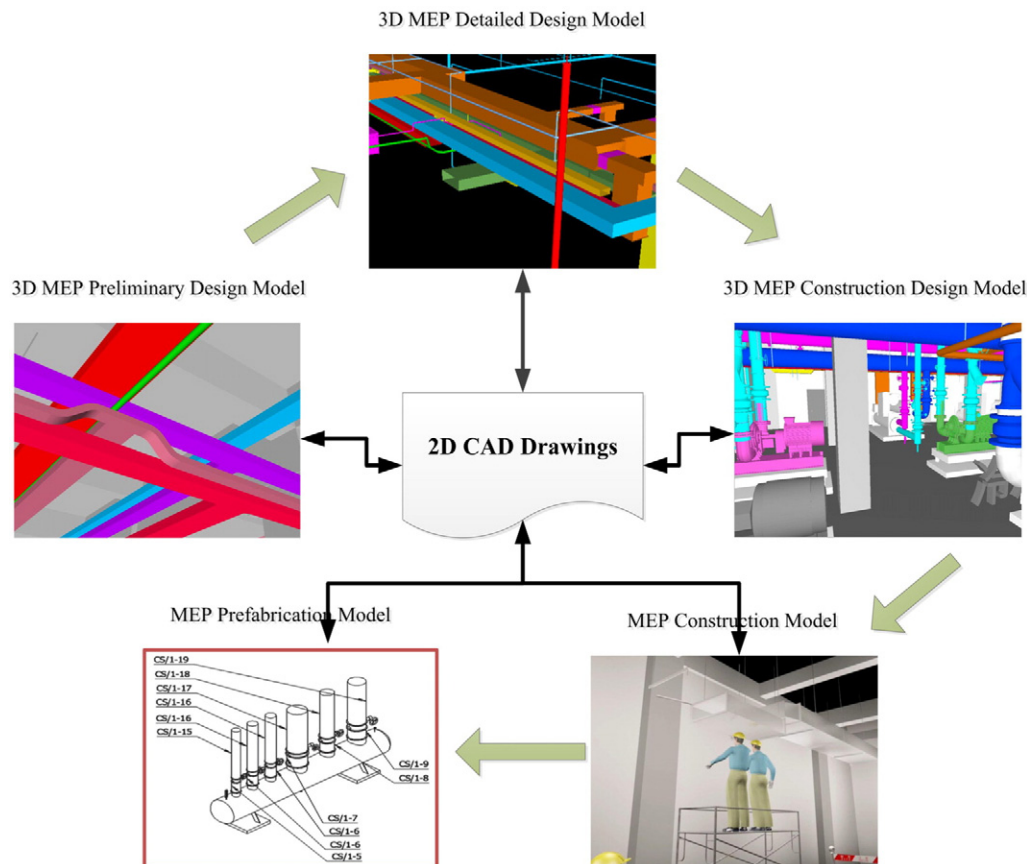 3D MEP Detailed Design Model
3D MEP Preliminary Design Model
3D MEP Construction Design Model
2D CAD Drawings
MEP Prefabrication Model
MEP Construction Model
CS/1-19
CS/1-18
CS/1-17
CS/1-16
CS/1-16
CS/1-15
CS/1-9
CS/1-8
CS/1-7
CS/1-6
CS/1-6
CS/1-5